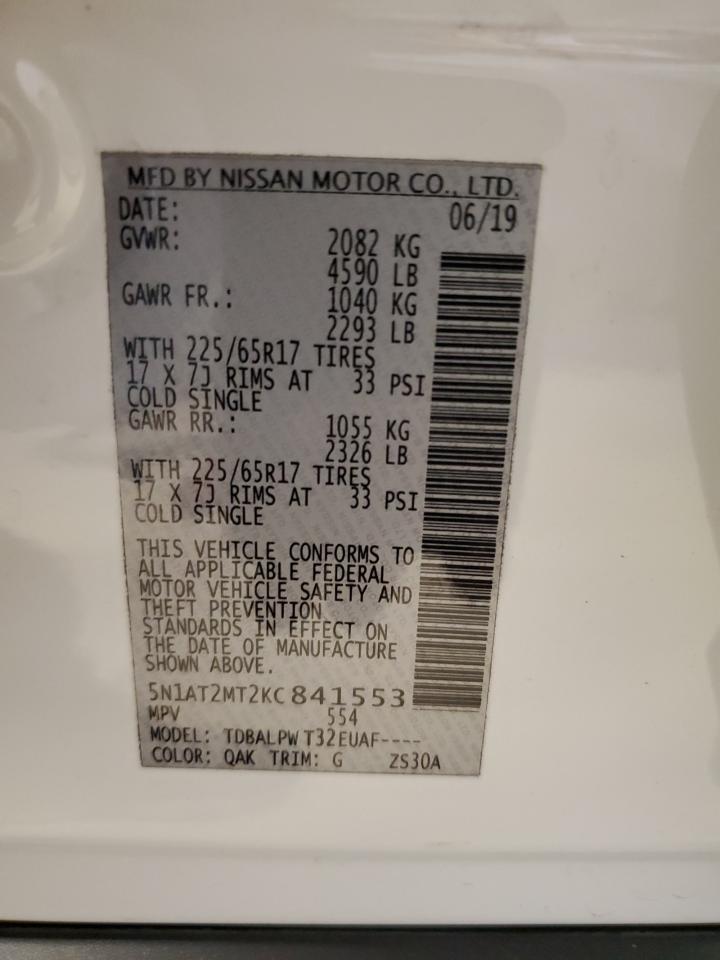 MFD BY NISSAN MOTOR CO., LTD.
DATE: 06/19
GVWR: 2082 KG
4590 LB
GAWR FR.: 1040 KG
2293 LB
WITH 225/65R17 TIRES
17 X 7J RIMS AT 33 PSI
COLD SINGLE
GAWR RR.: 1055 KG
2326 LB
WITH 225/65R17 TIRES
17 X 7J RIMS AT 33 PSI
COLD SINGLE
THIS VEHICLE CONFORMS TO
ALL APPLICABLE FEDERAL
MOTOR VEHICLE SAFETY AND
THEFT PREVENTION
STANDARDS IN EFFECT ON
THE DATE OF MANUFACTURE
SHOWN ABOVE.
5N1AT2MT2KC841553
MPV 554
MODEL: TDBALPW T32EUAF----
COLOR: QAK TRIM: G ZS30A